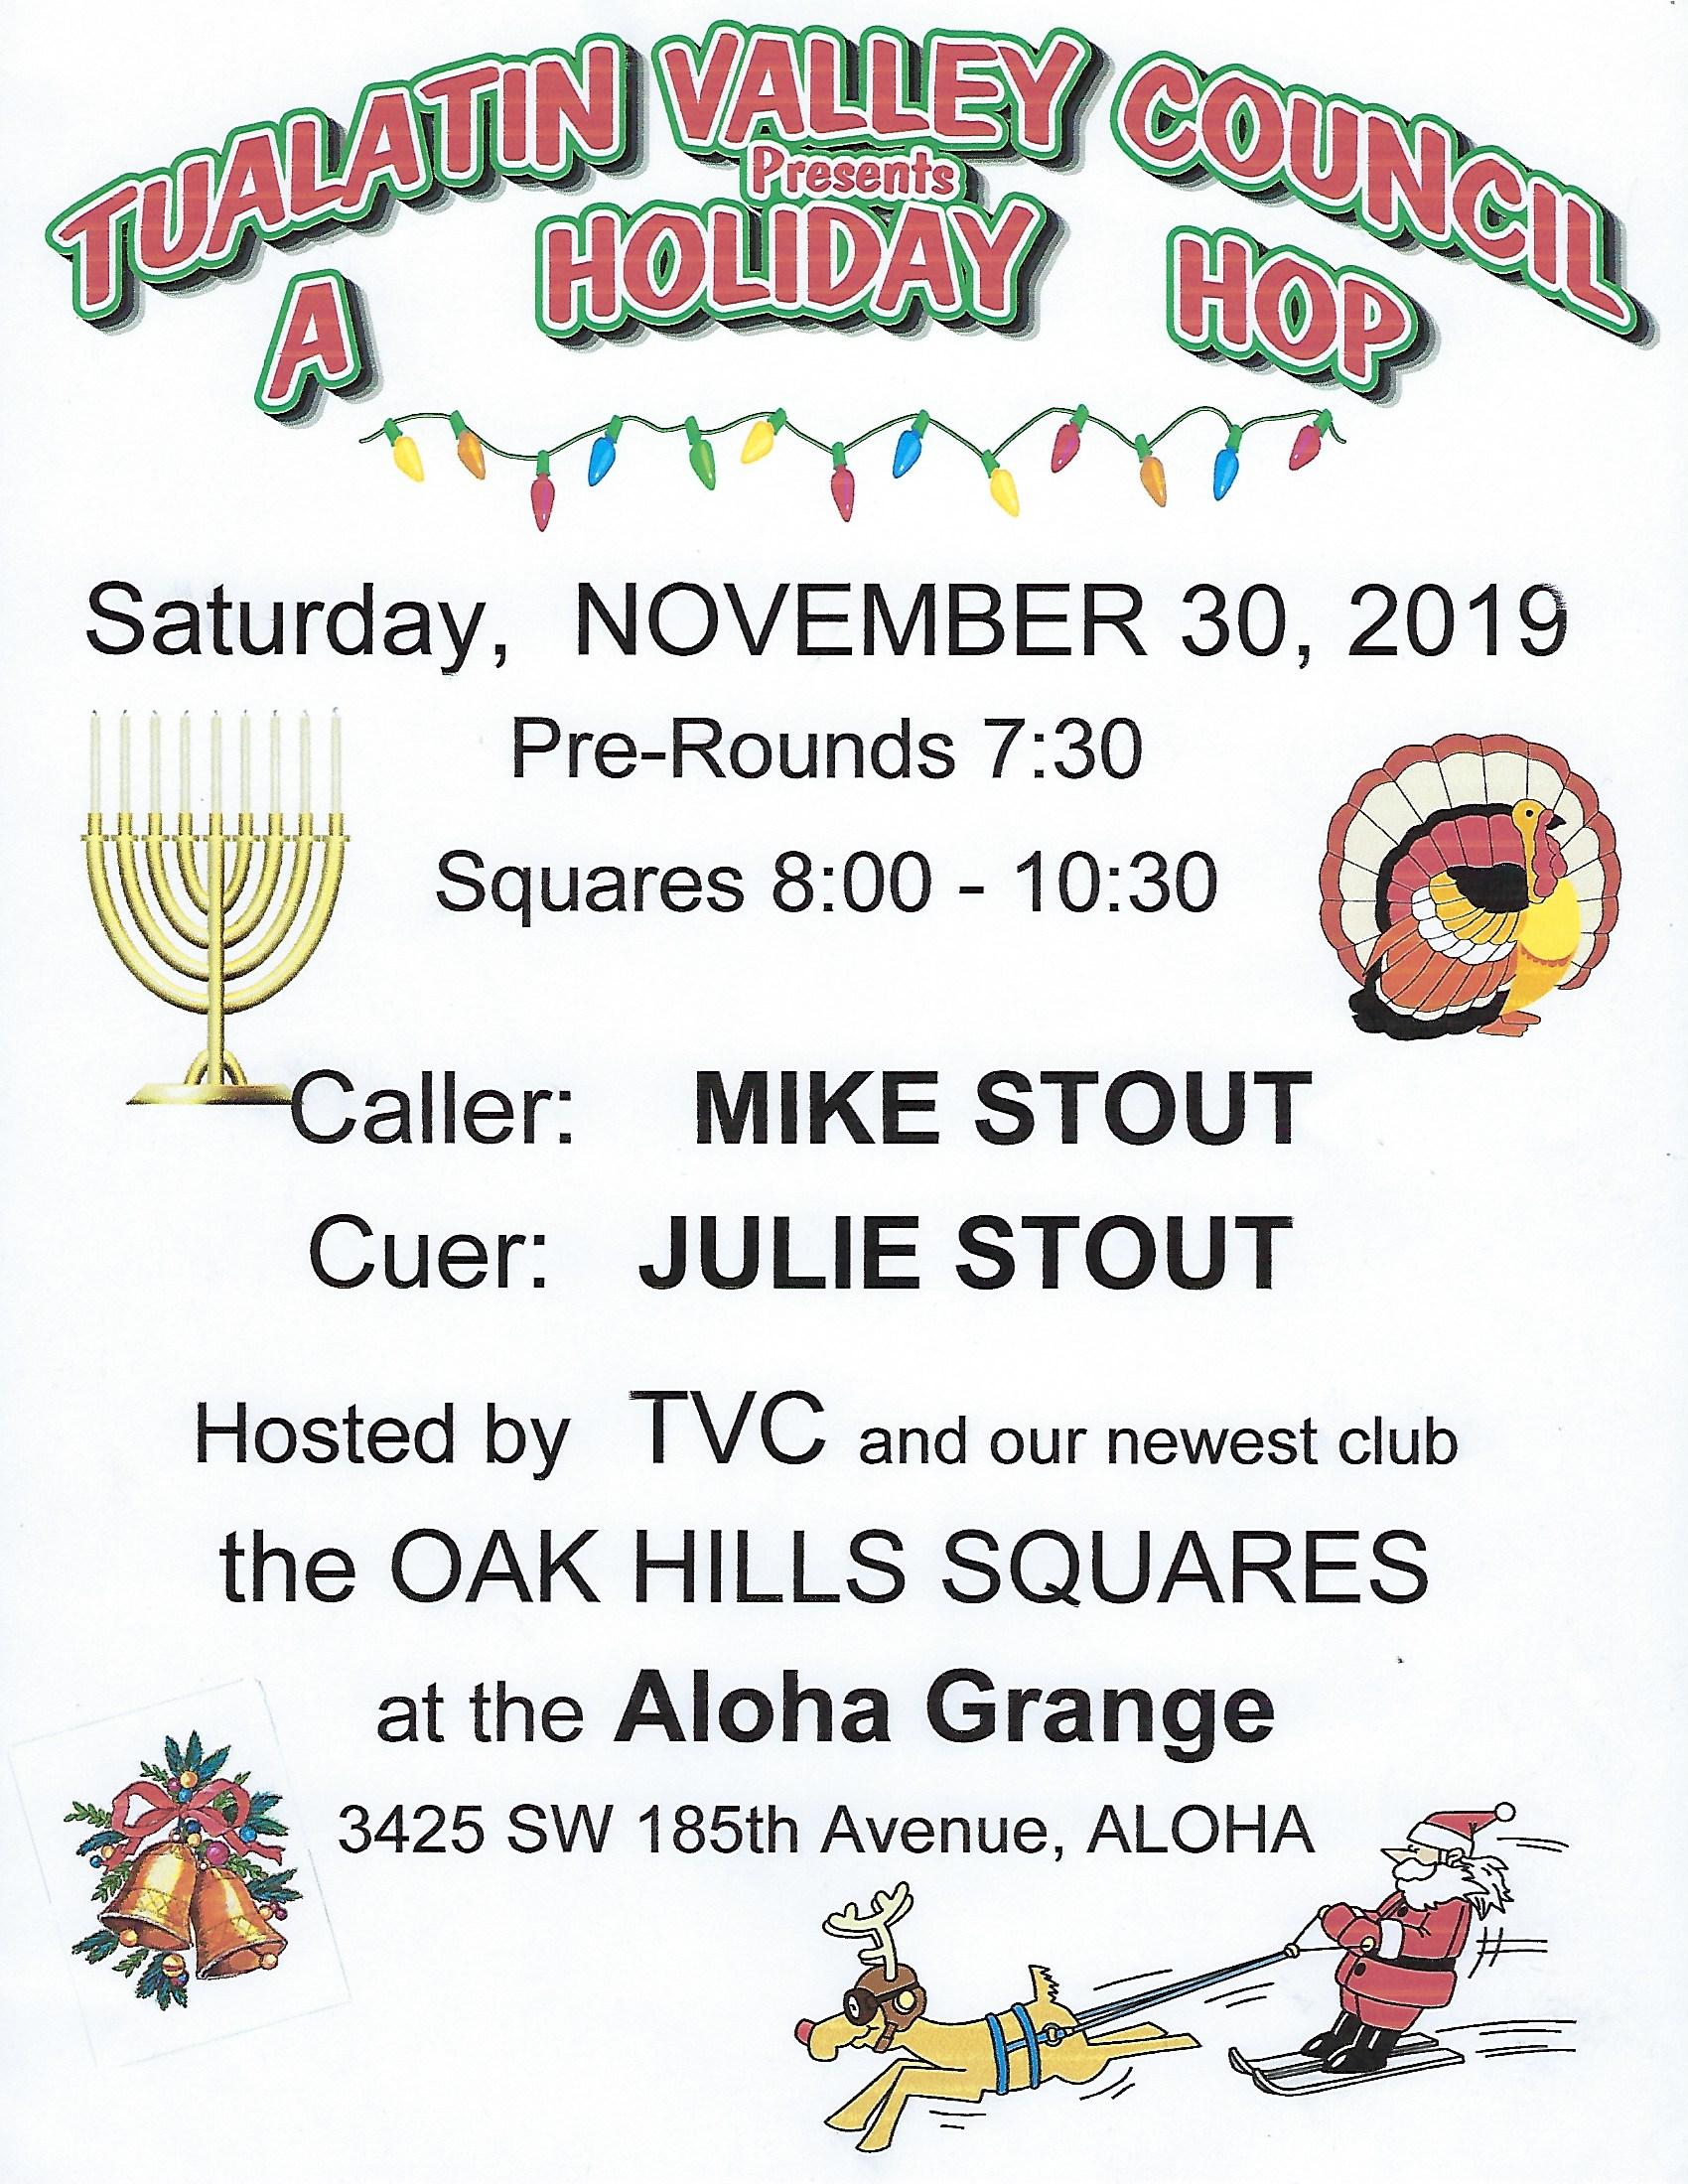 TUALATIN VALLEY COUNCIL
Presents
A HOLIDAY HOP
Saturday, NOVEMBER 30, 2019
Pre-Rounds 7:30
Squares 8:00 - 10:30
Caller: MIKE STOUT
Cuer: JULIE STOUT
Hosted by TVC and our newest club
the OAK HILLS SQUARES
at the Aloha Grange
3425 SW 185th Avenue, ALOHA